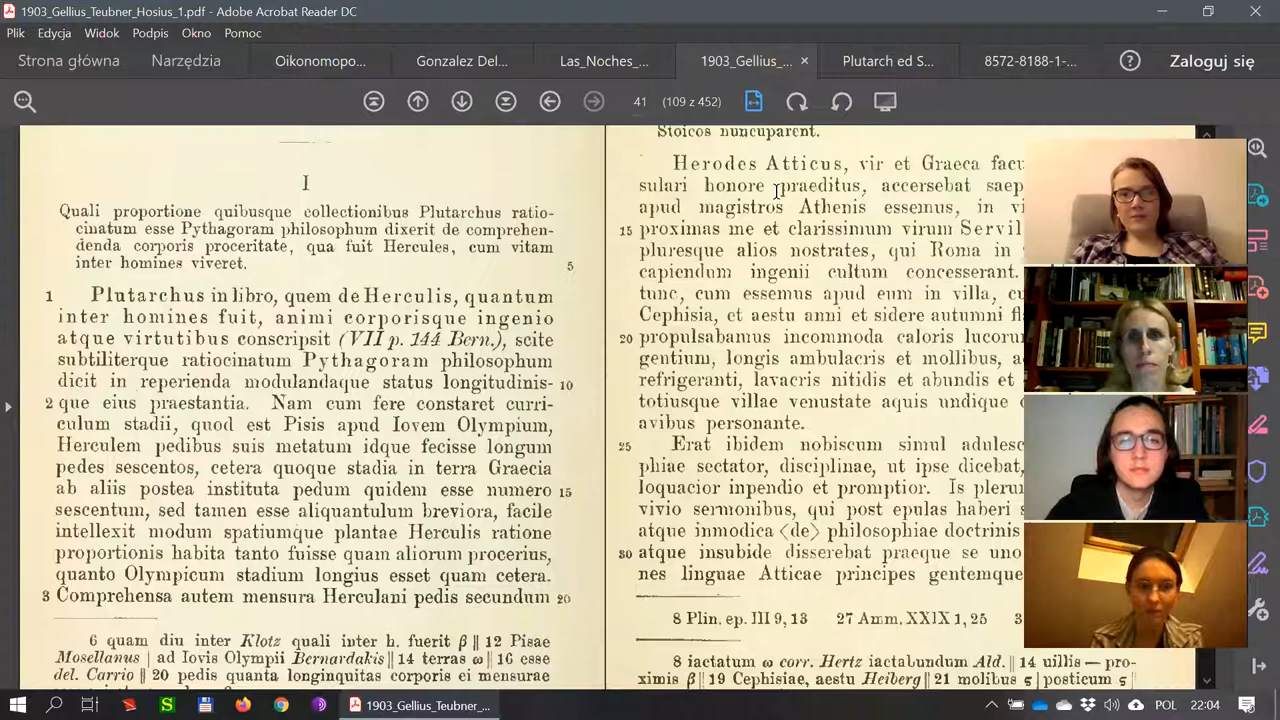 1903_Gellius_Teubner_Hosius_1.pdf - Adobe Acrobat Reader DC
Plik Edycja Widok Podpis Okno Pomoc
Strona główna Narzędzia Oikonomopo... Gonzalez Del... Las_Noches_... 1903_Gellius_... × Plutarch ed S... 8572-8188-1-... Zaloguj się
41 (109 z 452)
I
Quali proportione quibusque collectionibus Plutarchus ratio-
cinatum esse Pythagoram philosophum dixerit de comprehen-
denda corporis proceritate, qua fuit Hercules, cum vitam
inter homines viveret. 5
1 Plutarchus in libro, quem de Herculis, quantum
inter homines fuit, animi corporisque ingenio
atque virtutibus conscripsit (VII p. 144 Bern.), scite
subtiliterque ratiocinatum Pythagoram philosophum
dicit in reperienda modulandaque status longitudinis- 10
2 que eius praestantia. Nam cum fere constaret curri-
culum stadii, quod est Pisis apud Iovem Olympium,
Herculem pedibus suis metatum idque fecisse longum
pedes sescentos, cetera quoque stadia in terra Graecia
ab aliis postea instituta pedum quidem esse numero 15
sescentum, sed tamen esse aliquantulum breviora, facile
intellexit modum spatiumque plantae Herculis ratione
proportionis habita tanto fuisse quam aliorum procerius,
quanto Olympicum stadium longius esset quam cetera.
3 Comprehensa autem mensura Herculani pedis secundum 20
6 quam diu inter Klotz quali inter h. fuerit β || 12 Pisae
Mosellanus | ad Iovis Olympii Bernardakis || 14 terras ω || 16 esse
del. Carrio || 20 pedis quanta longinquitas corporis ei mensurae
Stoicos nuncuparent.
Herodes Atticus, vir et Graeca facu
sulari honore praeditus, accersebat saep
apud magistros Athenis essemus, in vi
15 proximas me et clarissimum virum Servil
pluresque alios nostrates, qui Roma in
capiendum ingenii cultum concesserant.
tunc, cum essemus apud eum in villa, cu
Cephisia, et aestu anni et sidere autumni fl
20 propulsabamus incommoda caloris lucorum
gentium, longis ambulacris et mollibus, a
refrigeranti, lavacris nitidis et abundis et
totiusque villae venustate aquis undique
avibus personante.
25 Erat ibidem nobiscum simul adulesc
phiae sectator, disciplinae, ut ipse dicebat,
loquacior inpendio et promptior. Is plerum
vivio sermonibus, qui post epulas haberi s
atque inmodica <de> philosophiae doctrinis
30 atque insubide disserebat praeque se uno
nes linguae Atticae principes gentemque
8 Plin. ep. III 9, 13 27 Amm. XXIX 1, 25 3
8 iactatum ω corr. Hertz iactabundum Ald. || 14 uillis — pro-
ximis β || 19 Cephisiae, aestu Heiberg || 21 molibus ς | posticum ς
1903_Gellius_Teubner_... POL 22:04